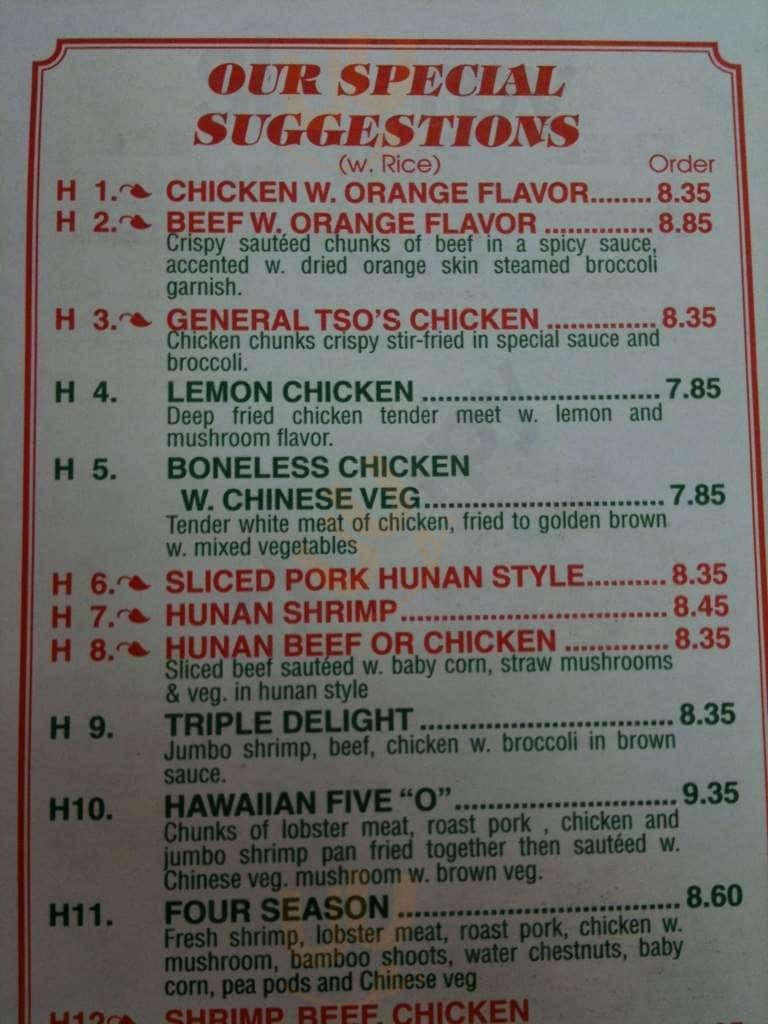 OUR SPECIAL
SUGGESTIONS
(w. Rice) Order
H 1. CHICKEN W. ORANGE FLAVOR........ 8.35
H 2. BEEF W. ORANGE FLAVOR ............... 8.85
Crispy sautéed chunks of beef in a spicy sauce,
accented w. dried orange skin steamed broccoli
garnish.
H 3. GENERAL TSO'S CHICKEN ............... 8.35
Chicken chunks crispy stir-fried in special sauce and
broccoli.
H 4. LEMON CHICKEN ................................. 7.85
Deep fried chicken tender meet w. lemon and
mushroom flavor.
H 5. BONELESS CHICKEN
W. CHINESE VEG................................. 7.85
Tender white meat of chicken, fried to golden brown
w. mixed vegetables
H 6. SLICED PORK HUNAN STYLE........... 8.35
H 7. HUNAN SHRIMP..................................... 8.45
H 8. HUNAN BEEF OR CHICKEN .............. 8.35
Sliced beef sautéed w. baby corn, straw mushrooms
& veg. in hunan style
H 9. TRIPLE DELIGHT ................................... 8.35
Jumbo shrimp, beef, chicken w. broccoli in brown
sauce.
H10. HAWAIIAN FIVE "O"............................... 9.35
Chunks of lobster meat, roast pork , chicken and
jumbo shrimp pan fried together then sautéed w.
Chinese veg. mushroom w. brown veg.
H11. FOUR SEASON ....................................... 8.60
Fresh shrimp, lobster meat, roast pork, chicken w.
mushroom, bamboo shoots, water chestnuts, baby
corn, pea pods and Chinese veg
H12 SHRIMP, BEEF, CHICKEN